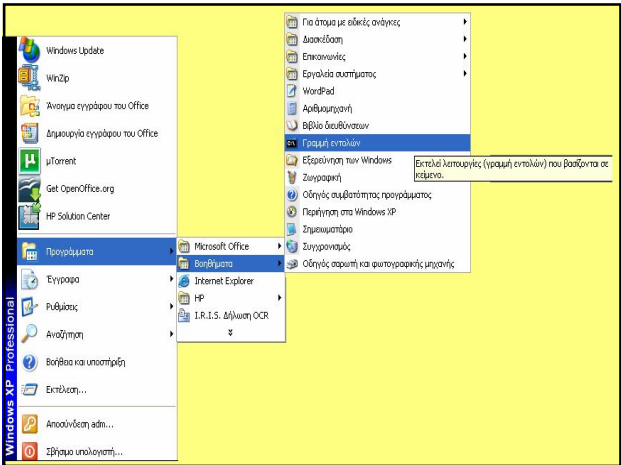 Windows Update
WinZip
Άνοιγμα εγγράφου του Office
Δημιουργία εγγράφου του Office
μTorrent
Get OpenOffice.org
HP Solution Center
Προγράμματα
Έγγραφα
Ρυθμίσεις
Αναζήτηση
Βοήθεια και υποστήριξη
Εκτέλεση...
Αποσύνδεση adm...
Σβήσιμο υπολογιστή...
Windows XP Professional
Microsoft Office
Βοηθήματα
Internet Explorer
HP
I.R.I.S. Δήλωση OCR
Για άτομα με ειδικές ανάγκες
Διασκέδαση
Επικοινωνίες
Εργαλεία συστήματος
WordPad
Αριθμομηχανή
Βιβλίο διευθύνσεων
Γραμμή εντολών
Εξερεύνηση των Windows
Ζωγραφική
Οδηγός συμβατότητας προγράμματος
Περιήγηση στα Windows XP
Σημειωματάριο
Συγχρονισμός
Οδηγός σαρωτή και φωτογραφικής μηχανής
Εκτελεί λειτουργίες (γραμμή εντολών) που βασίζονται σε
κείμενο.